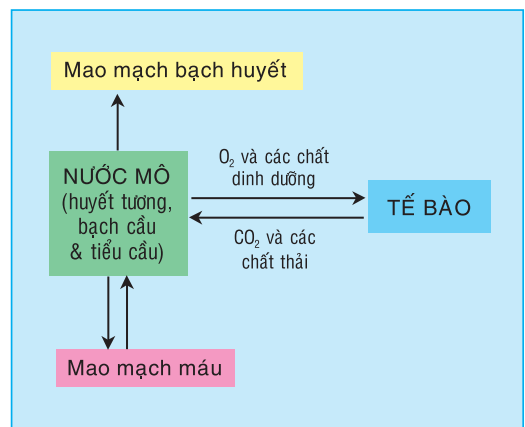 Mao mạch bạch huyết
NƯỚC MÔ
(huyết tương,
bạch cầu
& tiểu cầu)
O₂ và các chất
dinh dưỡng
TẾ BÀO
CO₂ và các
chất thải
Mao mạch máu